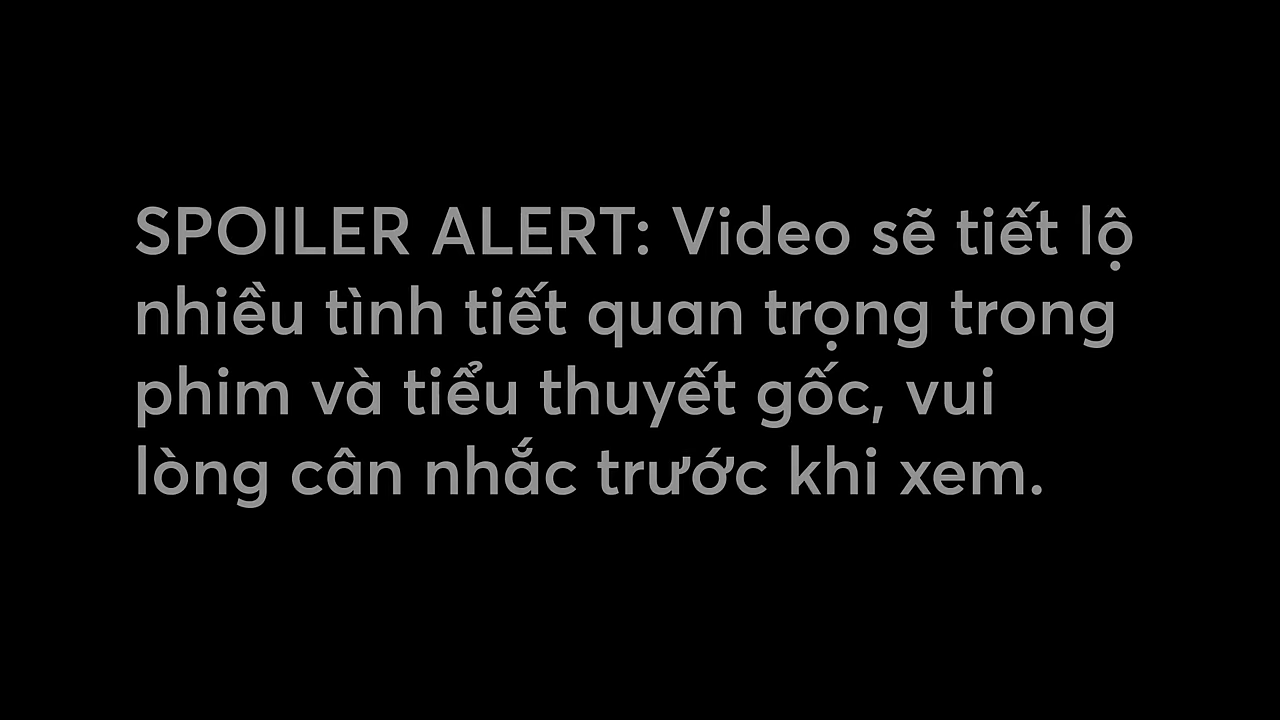 SPOILER ALERT: Video sẽ tiết lộ
nhiều tình tiết quan trọng trong
phim và tiểu thuyết gốc, vui
lòng cân nhắc trước khi xem.